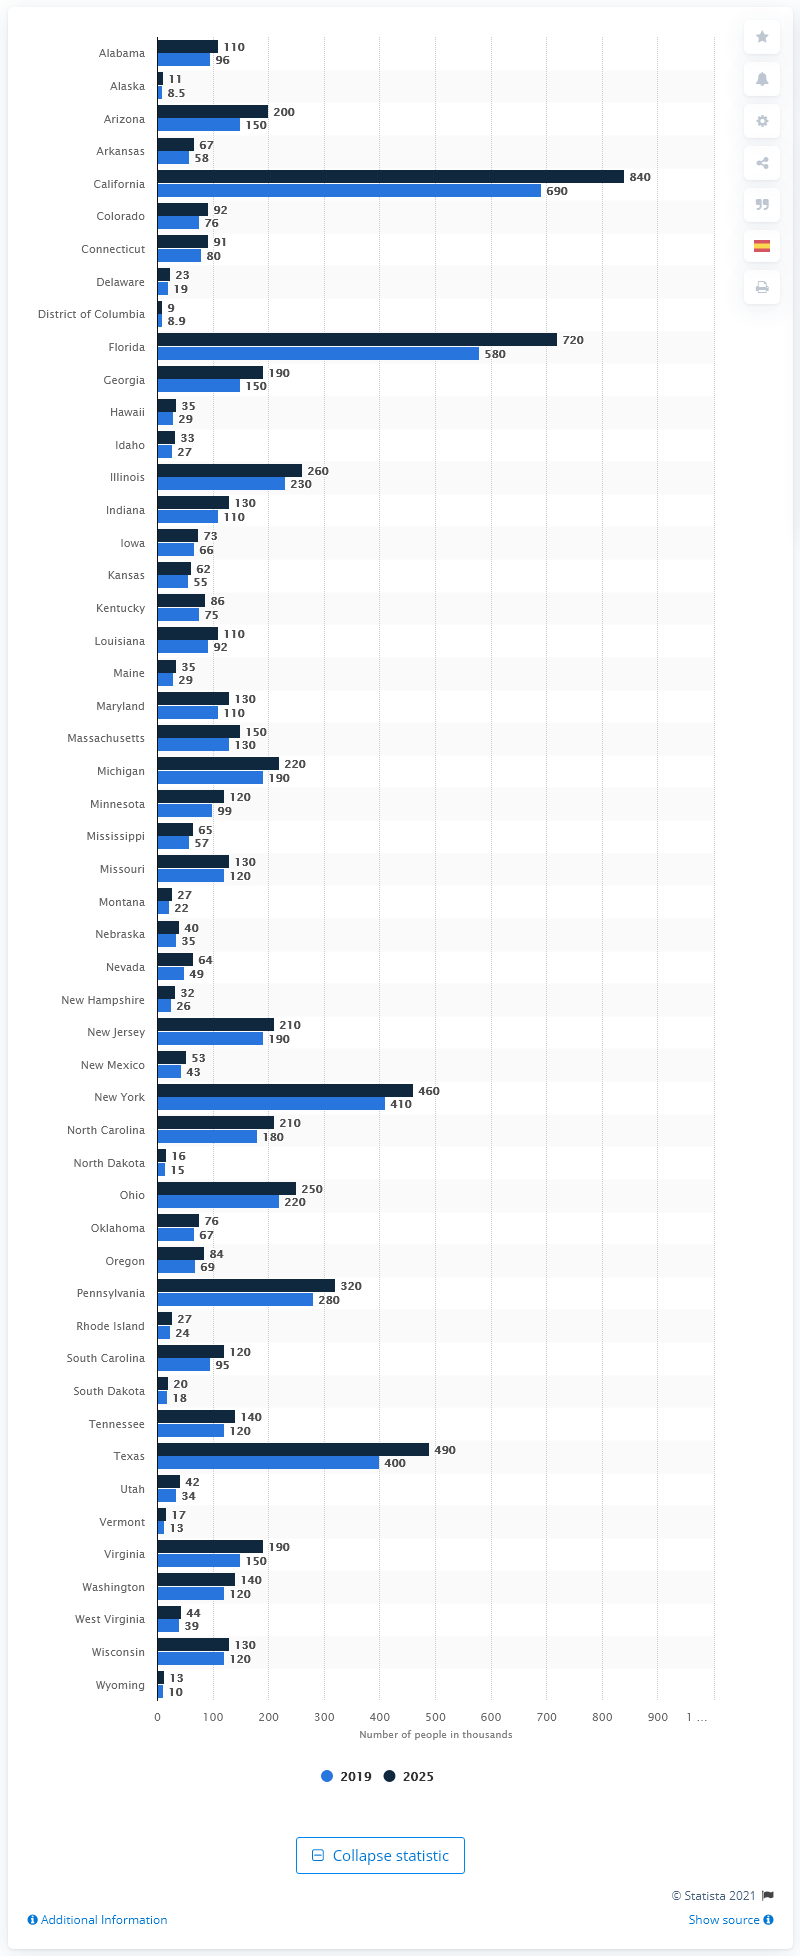 Alabama 110
96
Alaska 11
8.5
Arizona 200
150
Arkansas 67
58
California 840
690
Colorado 92
76
Connecticut 91
80
Delaware 23
19
District of Columbia 9
8.9
Florida 720
580
Georgia 190
150
Hawaii 35
29
Idaho 33
27
Illinois 260
230
Indiana 130
110
Iowa 73
66
Kansas 62
55
Kentucky 86
75
Louisiana 110
92
Maine 35
29
Maryland 130
110
Massachusetts 150
130
Michigan 220
190
Minnesota 120
99
Mississippi 65
57
Missouri 130
120
Montana 27
22
Nebraska 40
35
Nevada 64
49
New Hampshire 32
26
New Jersey 210
190
New Mexico 53
43
New York 460
410
North Carolina 210
180
North Dakota 16
15
Ohio 250
220
Oklahoma 76
67
Oregon 84
69
Pennsylvania 320
280
Rhode Island 27
24
South Carolina 120
95
South Dakota 20
18
Tennessee 140
120
Texas 490
400
Utah 42
34
Vermont 17
13
Virginia 190
150
Washington 140
120
West Virginia 44
39
Wisconsin 130
120
Wyoming 13
10
0 100 200 300 400 500 600 700 800 900 1 ...
Number of people in thousands
2019 2025
Collapse statistic
© Statista 2021
Additional Information Show source